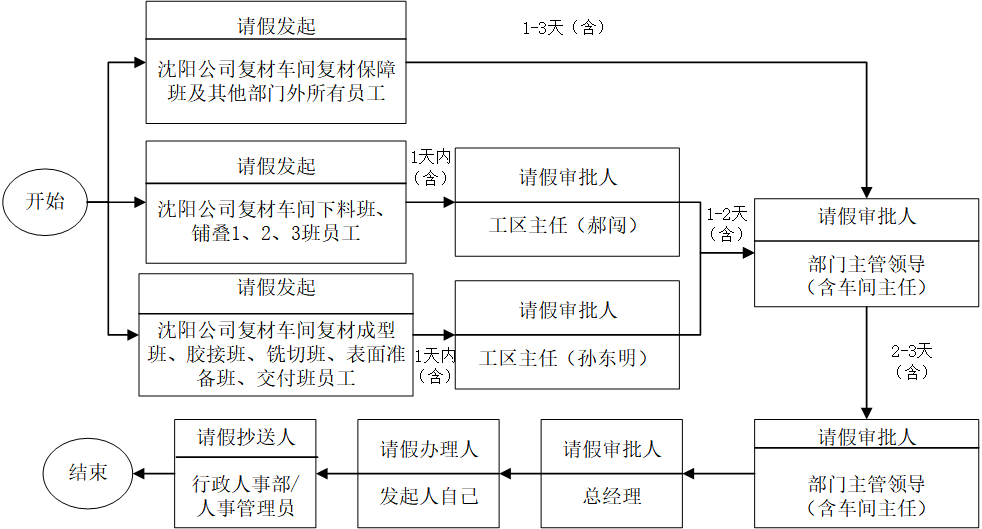 请假发起
沈阳公司复材车间复材保障
班及其他部门外所有员工
1-3天（含）
开始
请假发起
沈阳公司复材车间下料班、
铺叠1、2、3班员工
1天内
（含）
请假审批人
工区主任（郝闯）
1-2天
（含）
请假审批人
部门主管领导
（含车间主任）
请假发起
沈阳公司复材车间复材成型
班、胶接班、铣切班、表面准
备班、交付班员工
1天内
（含）
请假审批人
工区主任（孙东明）
2-3天
（含）
结束
请假抄送人
行政人事部/
人事管理员
请假办理人
发起人自己
请假审批人
总经理
请假审批人
部门主管领导
（含车间主任）